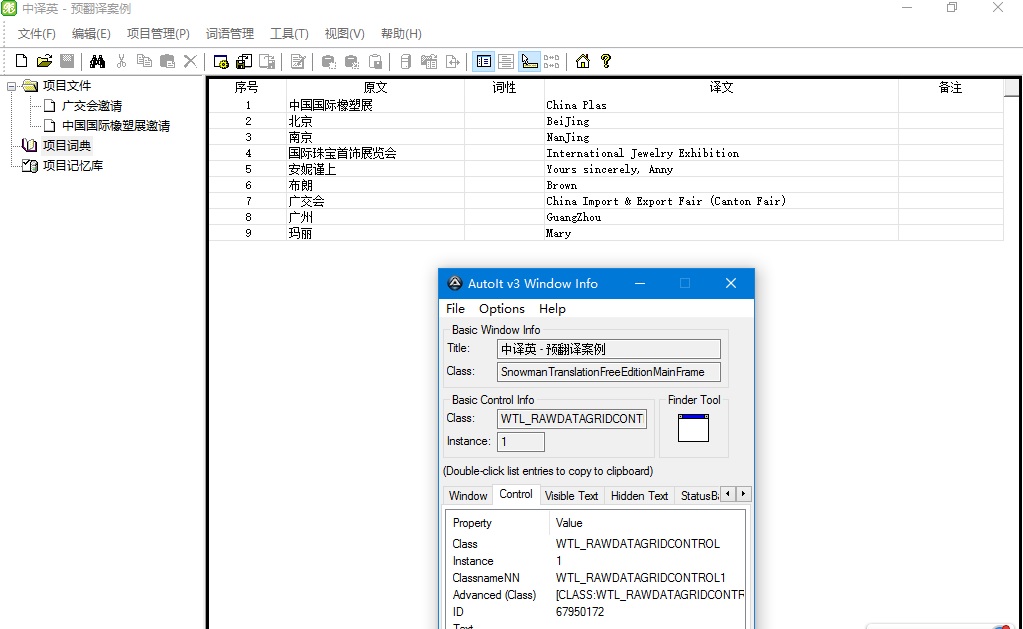 中译英 - 预翻译案例
文件(F) 编辑(E) 项目管理(P) 词语管理 工具(T) 视图(V) 帮助(H)
项目文件
广交会邀请
中国国际橡塑展邀请
项目词典
项目记忆库
序号 原文 词性 译文 备注
1 中国国际橡塑展 China Plas
2 北京 BeiJing
3 南京 NanJing
4 国际珠宝首饰展览会 International Jewelry Exhibition
5 安妮谨上 Yours sincerely, Anny
6 布朗 Brown
7 广交会 China Import & Export Fair (Canton Fair)
8 广州 GuangZhou
9 玛丽 Mary
AutoIt v3 Window Info
File Options Help
Basic Window Info
Title: 中译英 - 预翻译案例
Class: SnowmanTranslationFreeEditionMainFrame
Basic Control Info
Class: WTL_RAWDATAGRIDCONT
Instance: 1
Finder Tool
(Double-click list entries to copy to clipboard)
Window Control Visible Text Hidden Text StatusBa
Property Value
Class WTL_RAWDATAGRIDCONTROL
Instance 1
ClassnameNN WTL_RAWDATAGRIDCONTROL1
Advanced (Class) [CLASS:WTL_RAWDATAGRIDCONTR
ID 67950172
Text